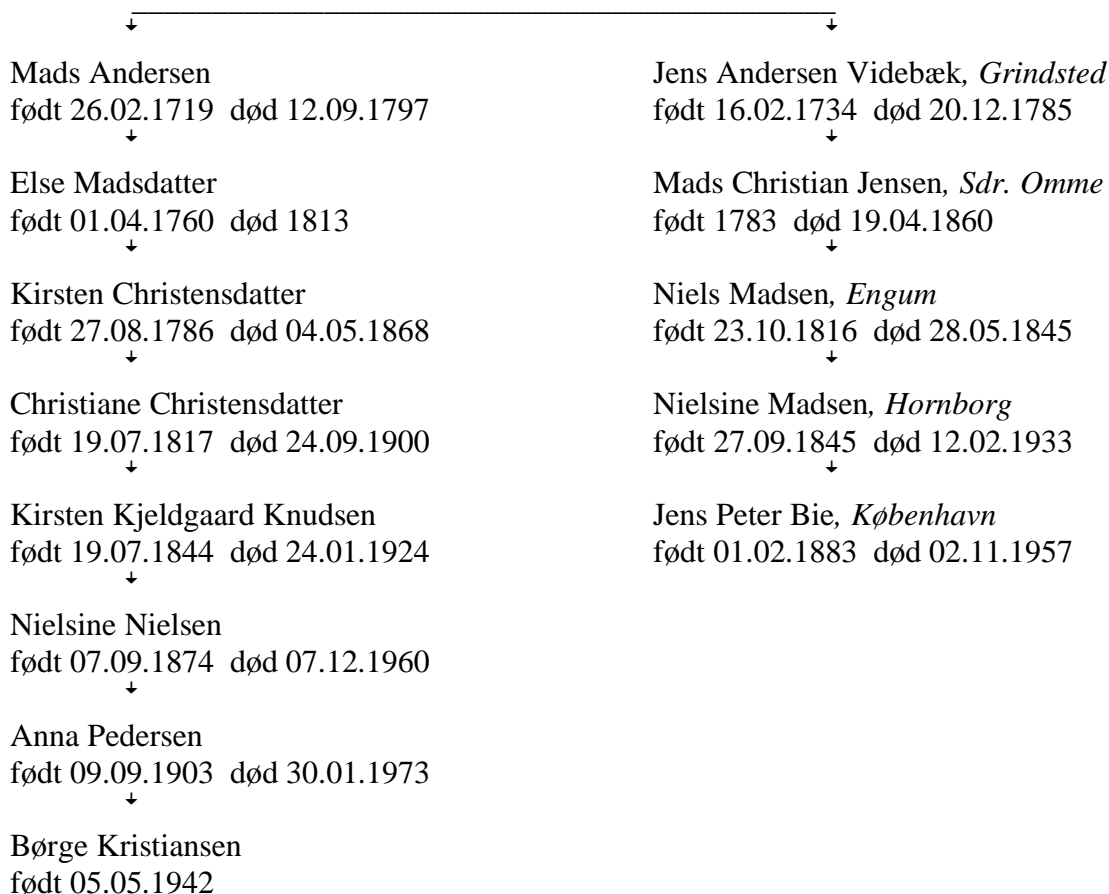 Mads Andersen
født 26.02.1719 død 12.09.1797
Else Madsdatter
født 01.04.1760 død 1813
Kirsten Christensdatter
født 27.08.1786 død 04.05.1868
Christiane Christensdatter
født 19.07.1817 død 24.09.1900
Kirsten Kjeldgaard Knudsen
født 19.07.1844 død 24.01.1924
Nielsine Nielsen
født 07.09.1874 død 07.12.1960
Anna Pedersen
født 09.09.1903 død 30.01.1973
Børge Kristiansen
født 05.05.1942
Jens Andersen Videbæk, Grindsted
født 16.02.1734 død 20.12.1785
Mads Christian Jensen, Sdr. Omme
født 1783 død 19.04.1860
Niels Madsen, Engum
født 23.10.1816 død 28.05.1845
Nielsine Madsen, Hornborg
født 27.09.1845 død 12.02.1933
Jens Peter Bie, København
født 01.02.1883 død 02.11.1957